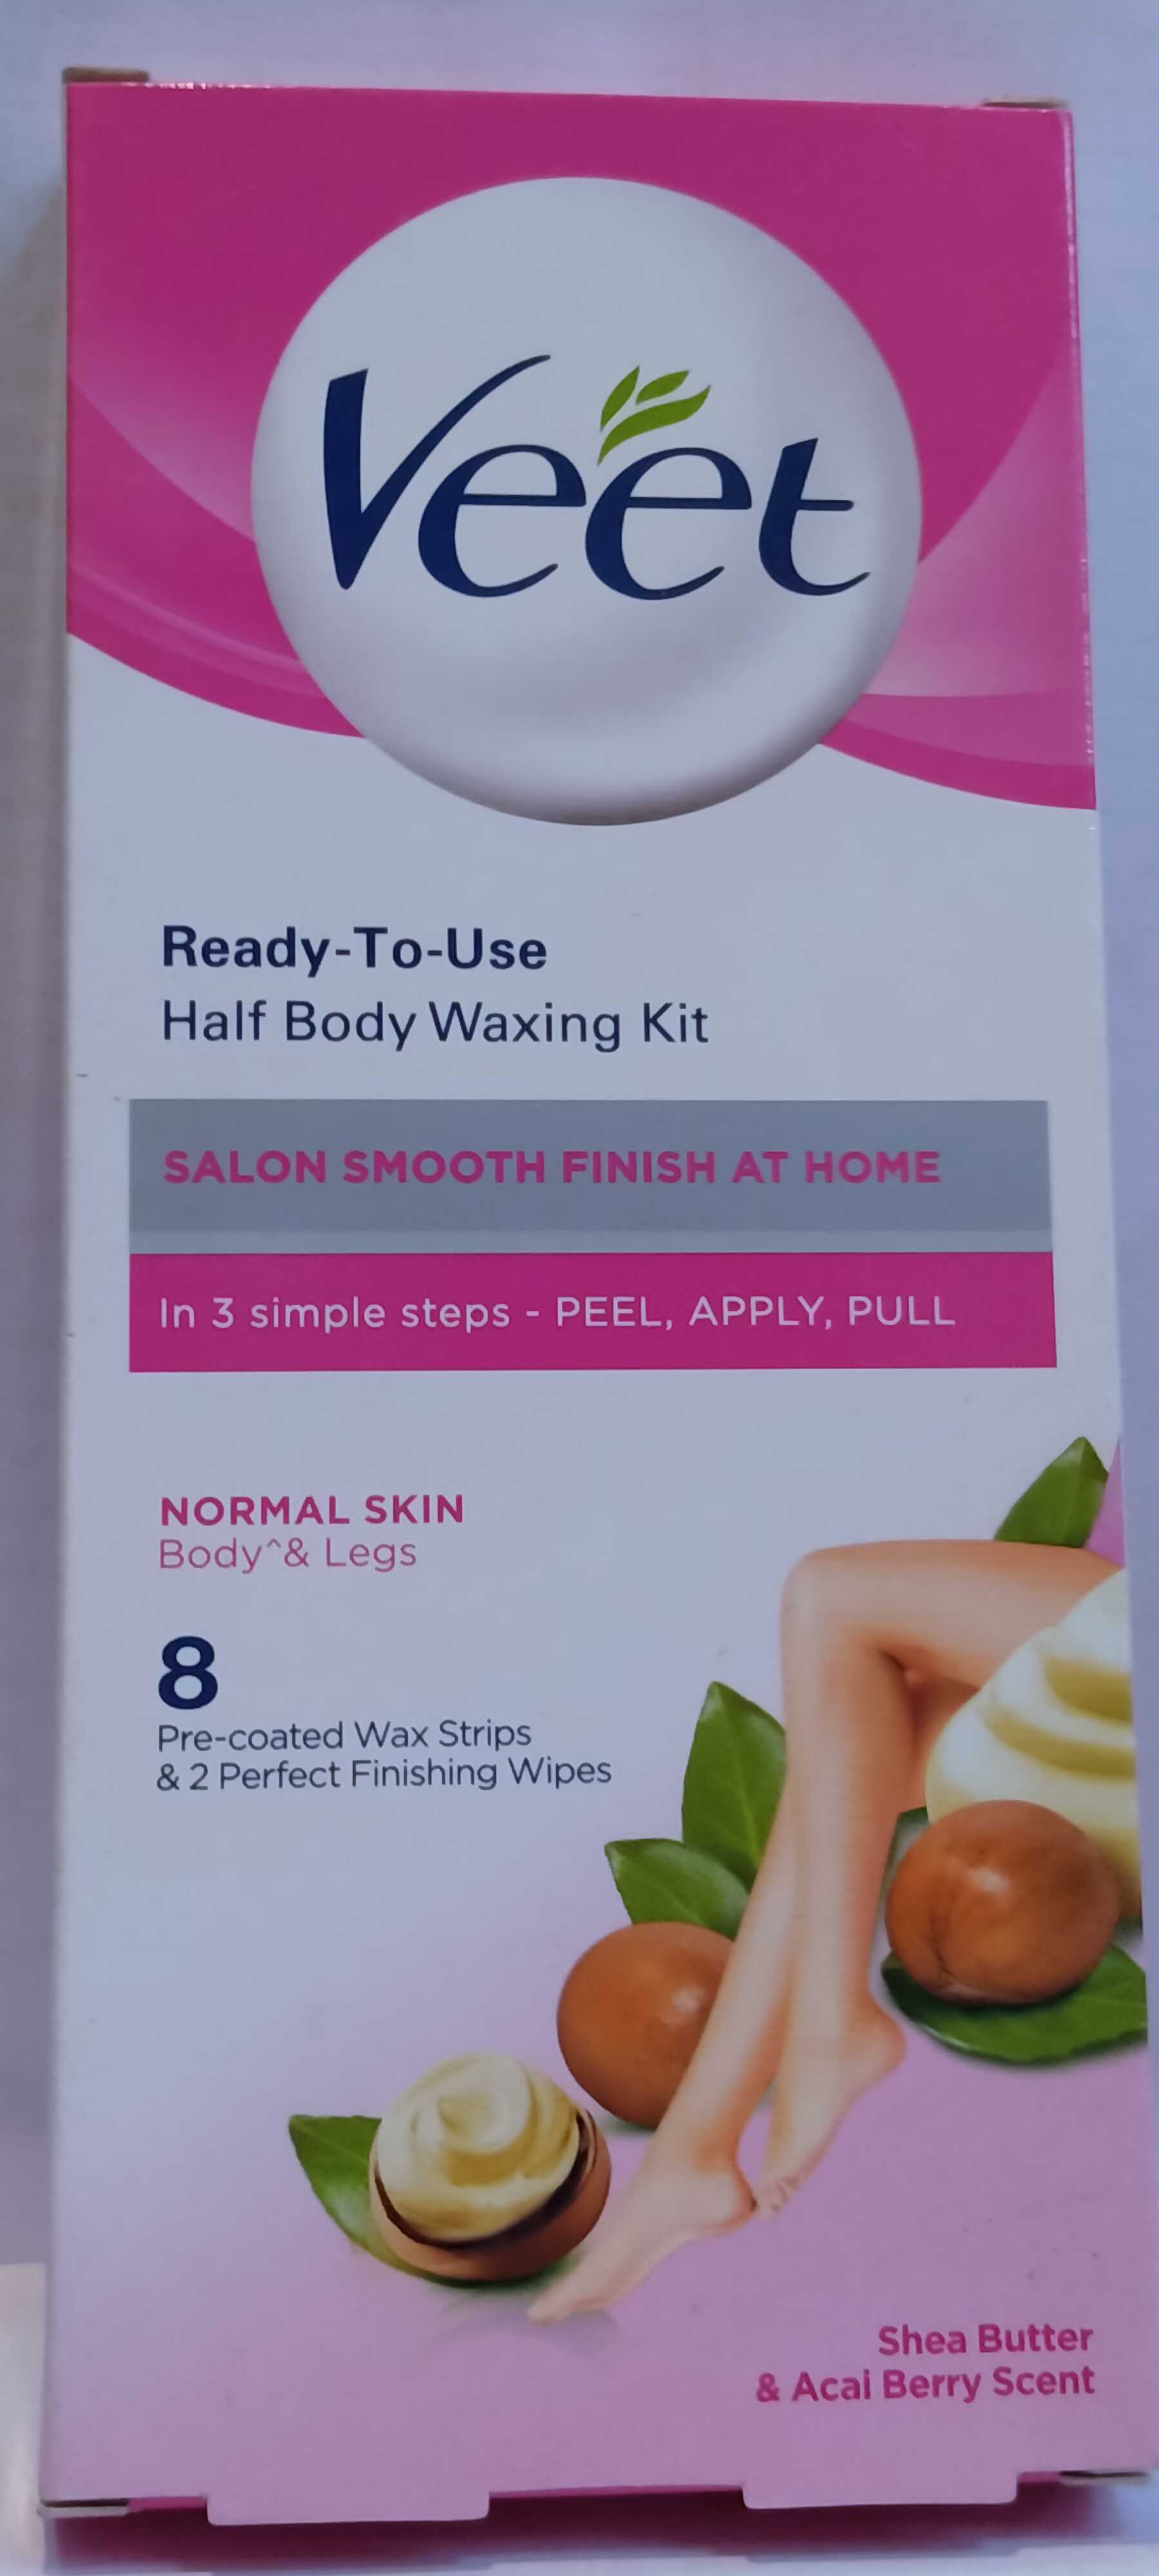 Veet
Ready-To-Use
Half Body Waxing Kit
SALON SMOOTH FINISH AT HOME
In 3 simple steps - PEEL, APPLY, PULL
NORMAL SKIN
Body^& Legs
8
Pre-coated Wax Strips
& 2 Perfect Finishing Wipes
Shea Butter
& Acai Berry Scent